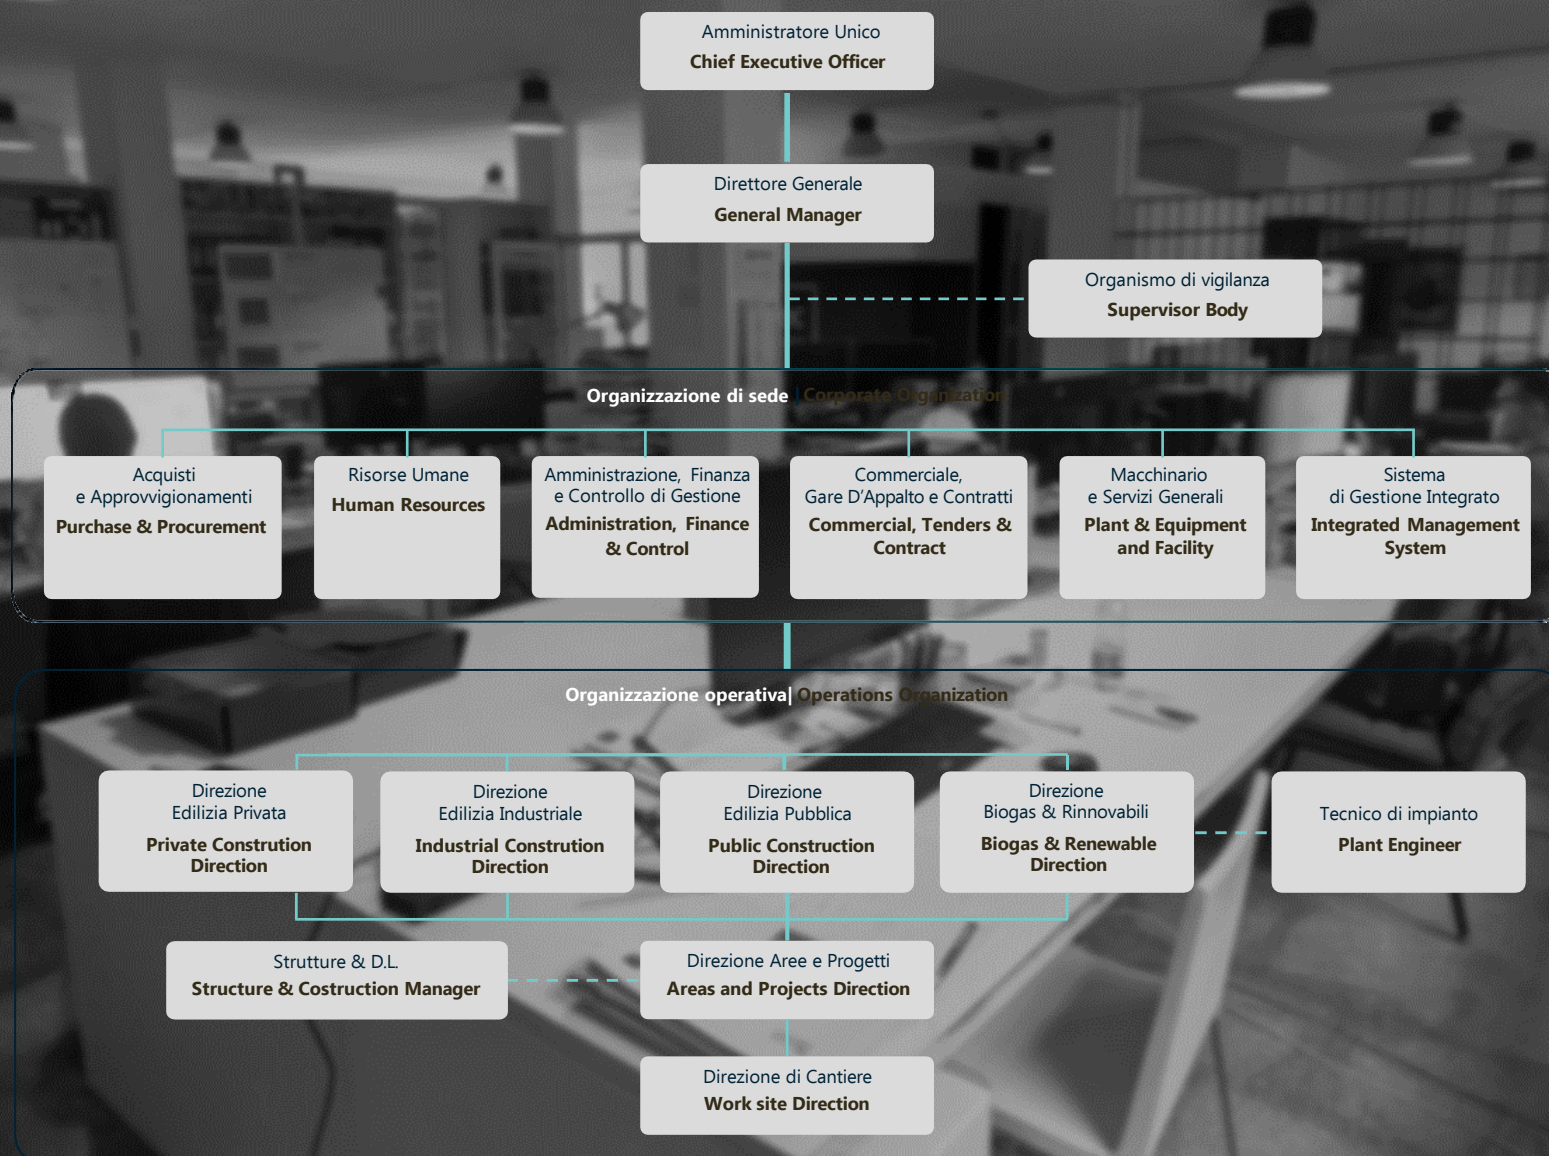 Amministratore Unico
Chief Executive Officer
Direttore Generale
General Manager
Organismo di vigilanza
Supervisor Body
Organizzazione di sede | Corporate Organization
Acquisti
e Approvvigionamenti
Purchase & Procurement
Risorse Umane
Human Resources
Amministrazione, Finanza
e Controllo di Gestione
Administration, Finance
& Control
Commerciale,
Gare D'Appalto e Contratti
Commercial, Tenders &
Contract
Macchinario
e Servizi Generali
Plant & Equipment
and Facility
Sistema
di Gestione Integrato
Integrated Management
System
Organizzazione operativa| Operations Organization
Direzione
Edilizia Privata
Private Constrution
Direction
Direzione
Edilizia Industriale
Industrial Constrution
Direction
Direzione
Edilizia Pubblica
Public Construction
Direction
Direzione
Biogas & Rinnovabili
Biogas & Renewable
Direction
Tecnico di impianto
Plant Engineer
Strutture & D.L.
Structure & Costruction Manager
Direzione Aree e Progetti
Areas and Projects Direction
Direzione di Cantiere
Work site Direction